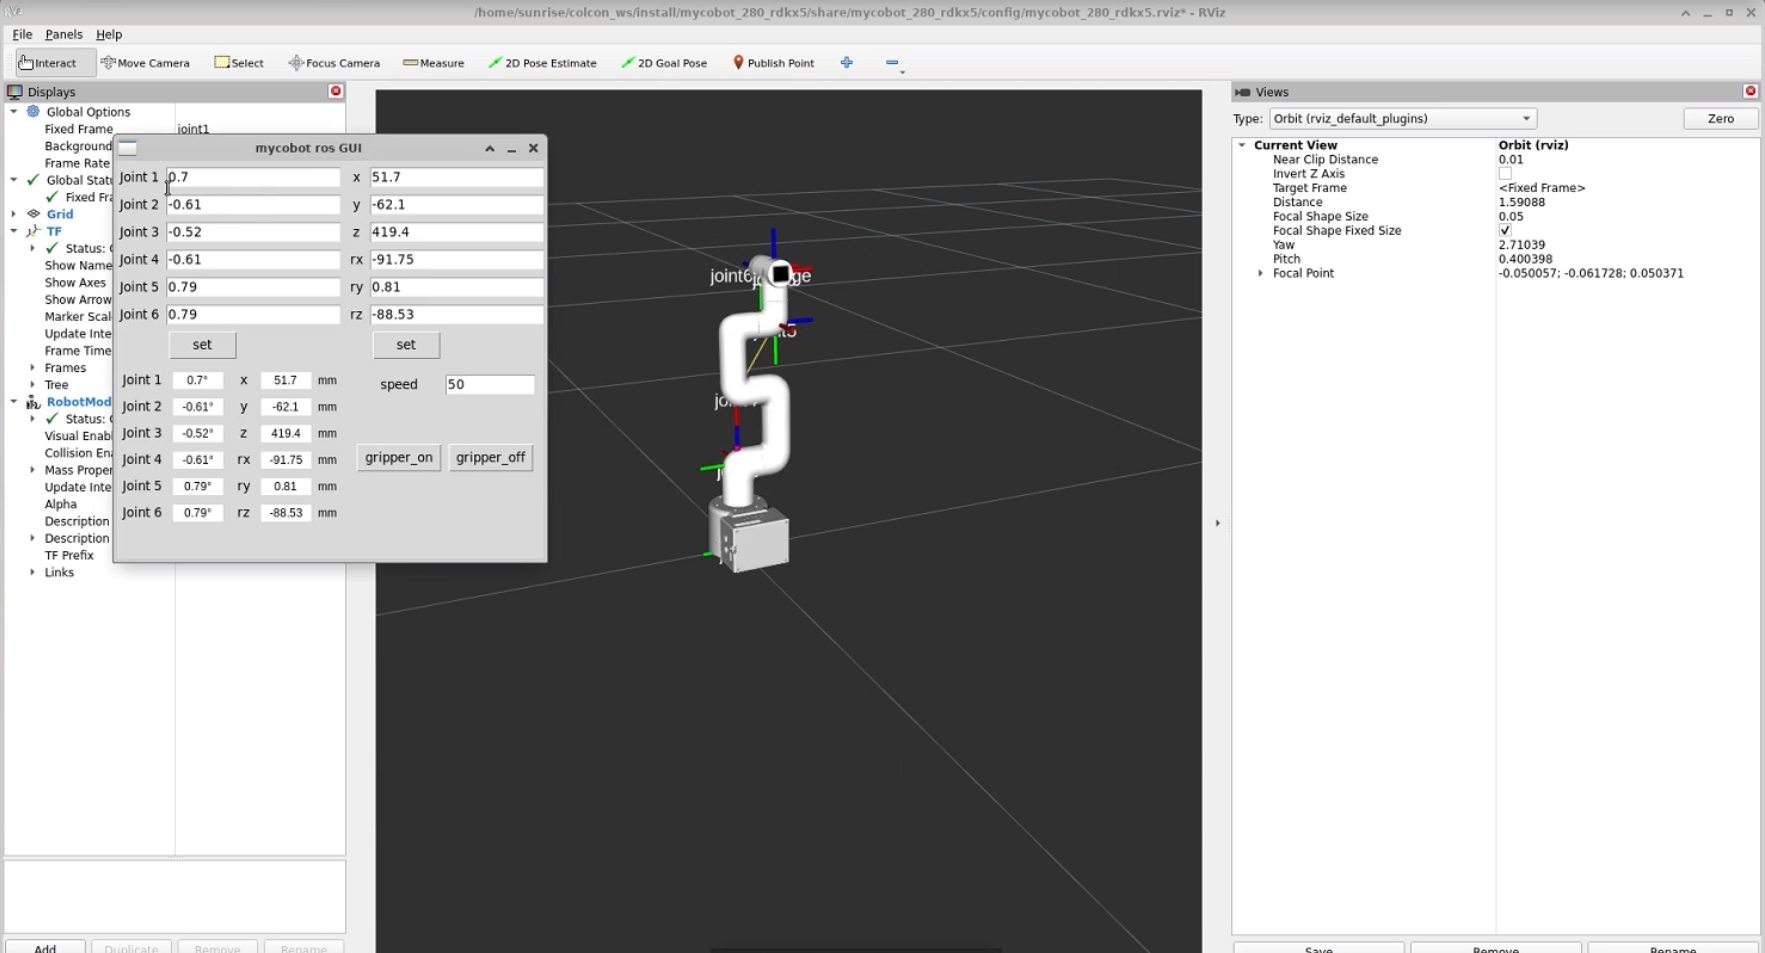 RViz
/home/sunrise/colcon_ws/install/mycobot_280_rdkx5/share/mycobot_280_rdkx5/config/mycobot_280_rdkx5.rviz* - RViz
File Panels Help
Interact Move Camera Select Focus Camera Measure 2D Pose Estimate 2D Goal Pose Publish Point
Displays
Global Options
Fixed Frame joint1
Background
Frame Rate
Global Statu
Fixed Fra
Grid
TF
Status:
Show Name
Show Axes
Show Arrow
Marker Scal
Update Inte
Frame Time
Frames
Tree
RobotMod
Status:
Visual Enabl
Collision Ena
Mass Proper
Update Inte
Alpha
Description
Description
TF Prefix
Links
Add Duplicate Remove Rename
mycobot ros GUI
Joint 1 0.7 x 51.7
Joint 2 -0.61 y -62.1
Joint 3 -0.52 z 419.4
Joint 4 -0.61 rx -91.75
Joint 5 0.79 ry 0.81
Joint 6 0.79 rz -88.53
set set
Joint 1 0.7° x 51.7 mm
speed 50
Joint 2 -0.61° y -62.1 mm
Joint 3 -0.52° z 419.4 mm
Joint 4 -0.61° rx -91.75 mm
gripper_on gripper_off
Joint 5 0.79° ry 0.81 mm
Joint 6 0.79° rz -88.53 mm
joint6
Views
Type: Orbit (rviz_default_plugins) Zero
Current View Orbit (rviz)
Near Clip Distance 0.01
Invert Z Axis
Target Frame <Fixed Frame>
Distance 1.59088
Focal Shape Size 0.05
Focal Shape Fixed Size
Yaw 2.71039
Pitch 0.400398
Focal Point -0.050057; -0.061728; 0.050371
Save Remove Rename